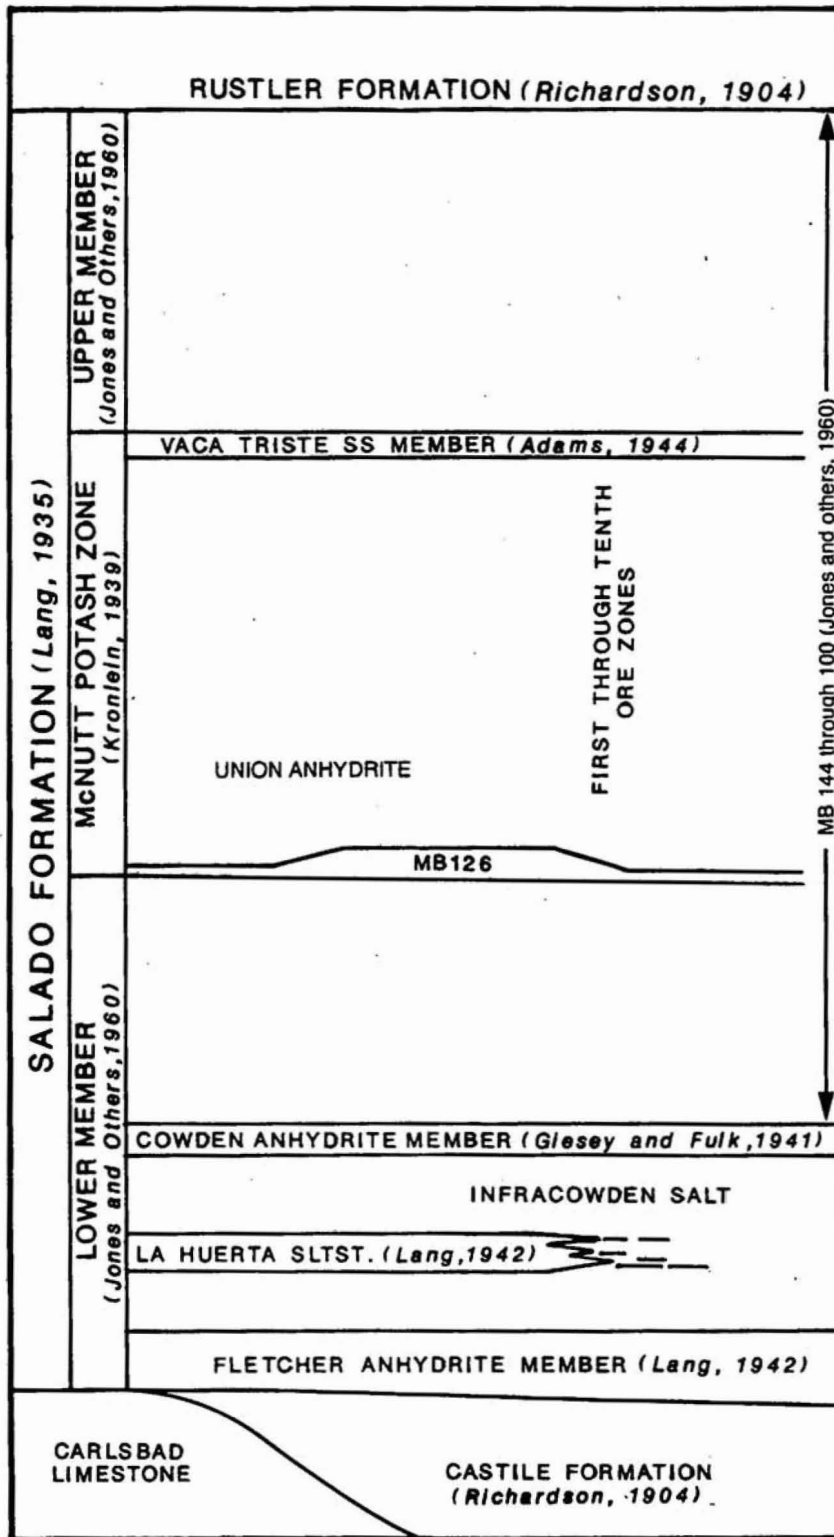 RUSTLER FORMATION (Richardson, 1904)
SALADO FORMATION (Lang, 1935)
UPPER MEMBER
(Jones and Others, 1960)
VACA TRISTE SS MEMBER (Adams, 1944)
McNUTT POTASH ZONE
(Kronlein, 1939)
FIRST THROUGH TENTH
ORE ZONES
UNION ANHYDRITE
MB126
MB 144 through 100 (Jones and others, 1960)
LOWER MEMBER
(Jones and Others, 1960)
COWDEN ANHYDRITE MEMBER (Giesey and Fulk, 1941)
INFRACOWDEN SALT
LA HUERTA SLTST. (Lang, 1942)
FLETCHER ANHYDRITE MEMBER (Lang, 1942)
CARLSBAD
LIMESTONE
CASTILE FORMATION
(Richardson, 1904)